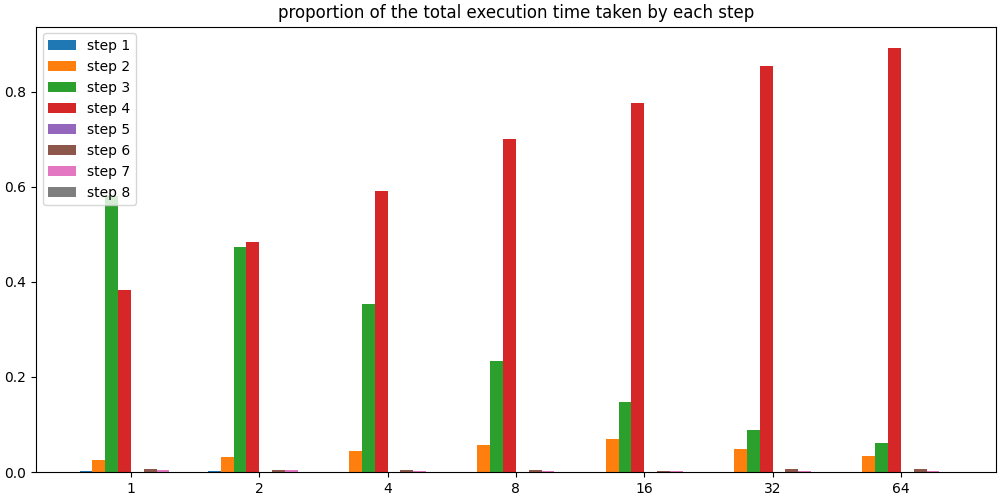 proportion of the total execution time taken by each step
step 1
step 2
step 3
step 4
step 5
step 6
step 7
step 8
0.8
0.6
0.4
0.2
0.0
1 2 4 8 16 32 64